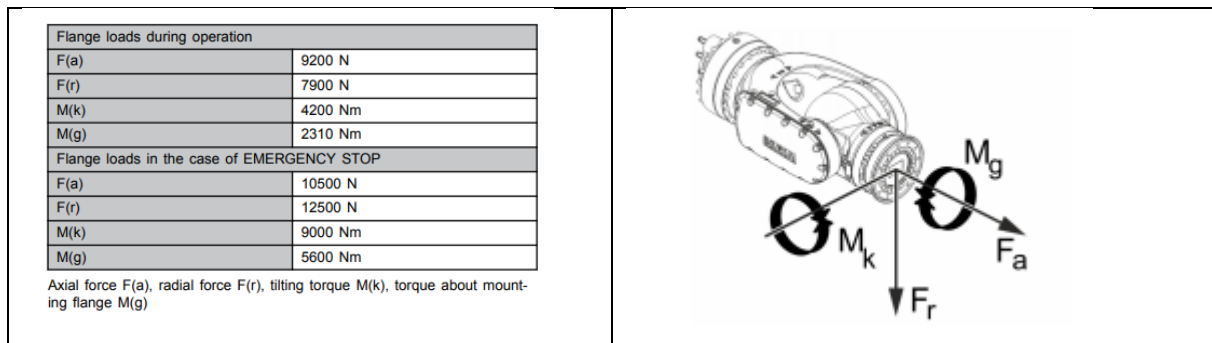 Flange loads during operation
F(a) 9200 N
F(r) 7900 N
M(k) 4200 Nm
M(g) 2310 Nm
Flange loads in the case of EMERGENCY STOP
F(a) 10500 N
F(r) 12500 N
M(k) 9000 Nm
M(g) 5600 Nm
Axial force F(a), radial force F(r), tilting torque M(k), torque about mount-
ing flange M(g)
Mg
Mk
Fa
Fr